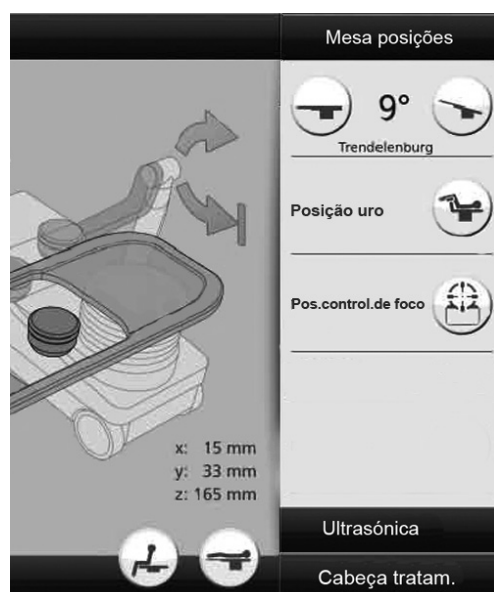 Mesa posições
9°
Trendelenburg
Posição uro
Pos.control.de foco
x: 15 mm
y: 33 mm
z: 165 mm
Ultrasónica
Cabeça tratam.